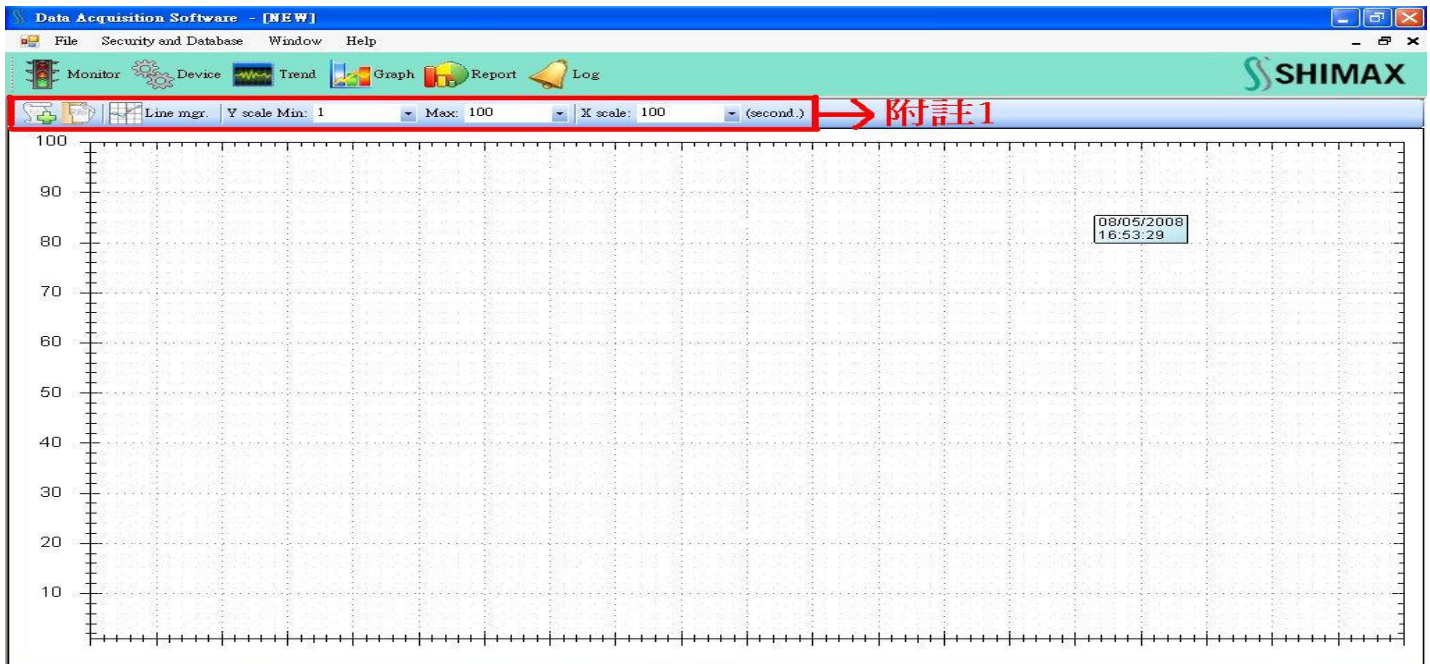 Data Acquisition Software - [NEW]
File Security and Database Window Help
Monitor Device Trend Graph Report Log
SHIMAX
Line mgr. Y scale Min: 1 Max: 100 X scale: 100 (second.)
附註1
100
90
08/05/2008
16:53:29
80
70
60
50
40
30
20
10